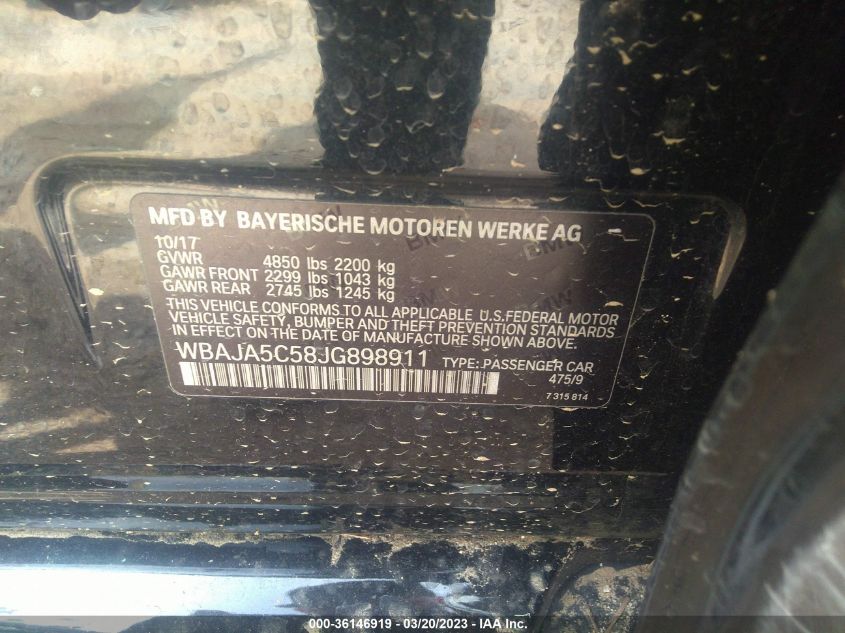 MFD BY BAYERISCHE MOTOREN WERKE AG
10/17
GVWR 4850 lbs 2200 kg
GAWR FRONT 2299 lbs 1043 kg
GAWR REAR 2745 lbs 1245 kg
THIS VEHICLE CONFORMS TO ALL APPLICABLE U.S.FEDERAL MOTOR
VEHICLE SAFETY, BUMPER AND THEFT PREVENTION STANDARDS
IN EFFECT ON THE DATE OF MANUFACTURE SHOWN ABOVE.
WBAJA5C58JG898911 TYPE: PASSENGER CAR
475/9
7 315 814
OWNER: 36146919 - 03/20/2023 - IAA Inc.